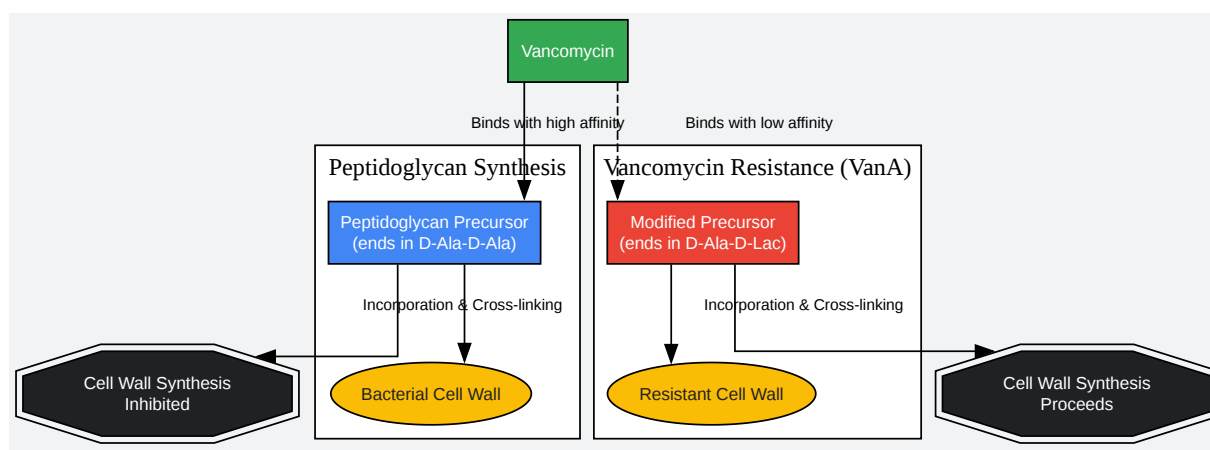 Vancomycin
Binds with high affinity
Binds with low affinity
Peptidoglycan Synthesis
Vancomycin Resistance (VanA)
Peptidoglycan Precursor
(ends in D-Ala-D-Ala)
Modified Precursor
(ends in D-Ala-D-Lac)
Incorporation & Cross-linking
Incorporation & Cross-linking
Cell Wall Synthesis
Inhibited
Bacterial Cell Wall
Resistant Cell Wall
Cell Wall Synthesis
Proceeds